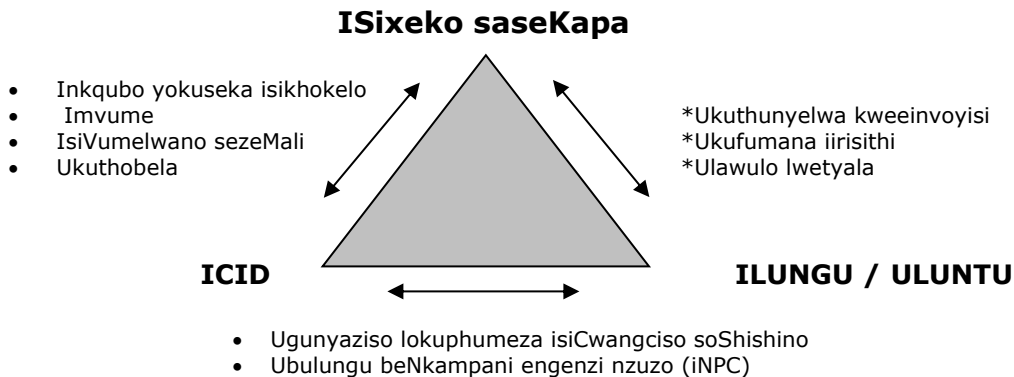 ISixeko saseKapa
• Inkqubo yokuseka isikhokelo
• Imvume
• IsiVumelwano sezeMali
• Ukuthobela
*Ukuthunyelwa kweeinvoyisi
*Ukufumana iirisithi
*Ulawulo lwetyala
ICID
ILUNGU / ULUNTU
• Ugunyaziso lokuphumeza isiCwangciso soShishino
• Ubulungu beNkampani engenzi nzuzo (iNPC)